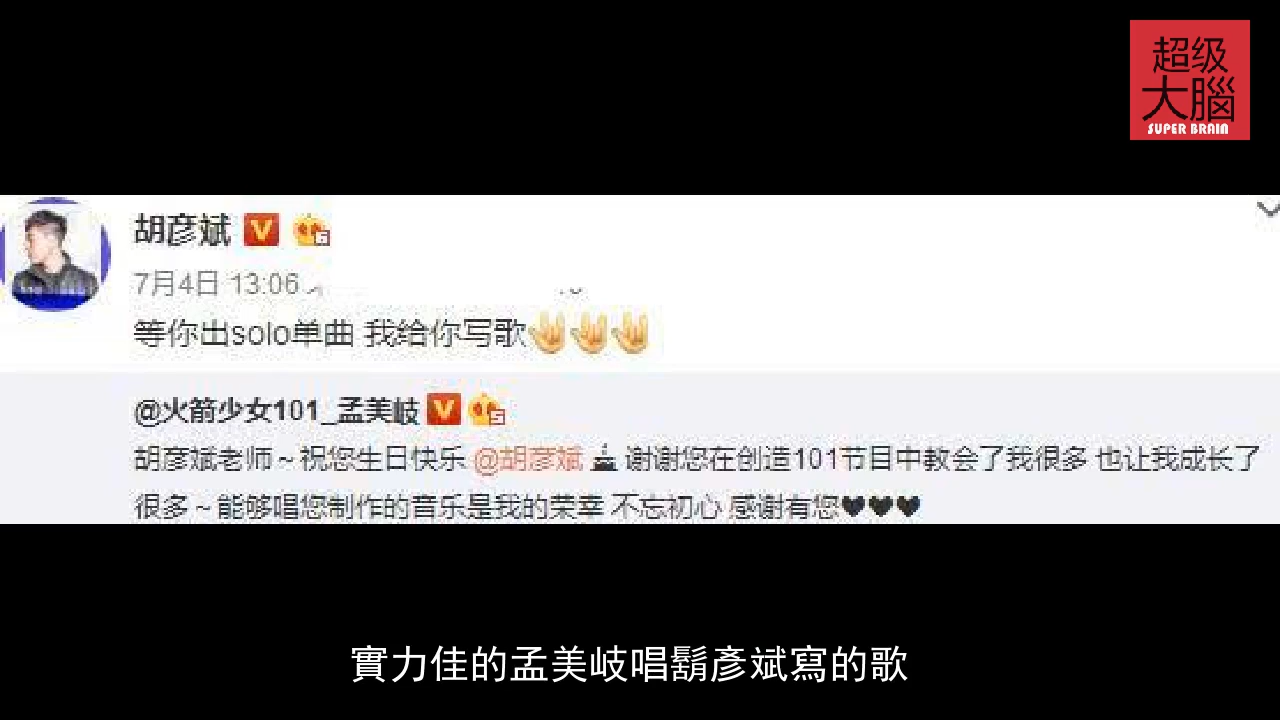 超级
大腦
SUPER BRAIN
胡彦斌
7月4日 13:06
等你出solo单曲 我给你写歌
@火箭少女101_孟美岐
胡彦斌老师~祝您生日快乐 @胡彦斌 谢谢您在创造101节目中教会了我很多 也让我成长了
很多~能够唱您制作的音乐是我的荣幸 不忘初心 感谢有您
實力佳的孟美岐唱鬍彥斌寫的歌